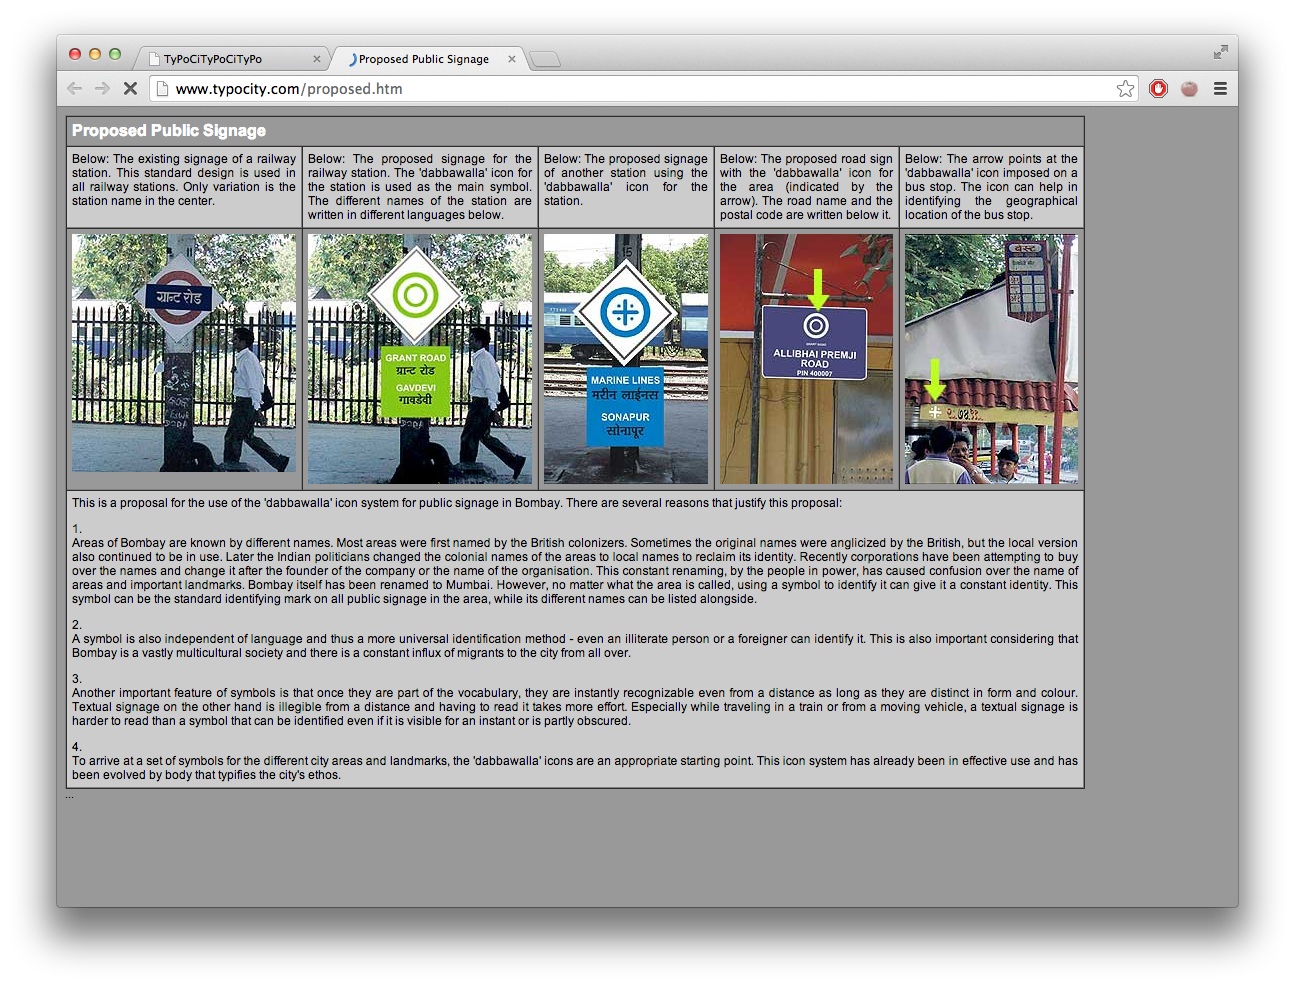 TyPoCiTyPoCiTyPo
Proposed Public Signage
www.typocity.com/proposed.htm
Proposed Public Signage
Below: The existing signage of a railway
station. This standard design is used in
all railway stations. Only variation is the
station name in the center.
Below: The proposed signage for the
railway station. The 'dabbawalla' icon for
the station is used as the main symbol.
The different names of the station are
written in different languages below.
Below: The proposed signage
of another station using the
'dabbawalla' icon for the
station.
Below: The proposed road sign
with the 'dabbawalla' icon for
the area (indicated by the
arrow). The road name and the
postal code are written below it.
Below: The arrow points at the
'dabbawalla' icon imposed on a
bus stop. The icon can help in
identifying the geographical
location of the bus stop.
ग्रान्ट रोड
GRANT ROAD
ग्रान्ट रोड
GAVDEVI
गावडेवी
15
MARINE LINES
मरीन लाईनस
SONAPUR
सोनापूर
GRANT ROAD
ALLIBHAI PREMJI
ROAD
PIN 400007
बेस्ट
This is a proposal for the use of the 'dabbawalla' icon system for public signage in Bombay. There are several reasons that justify this proposal:
1.
Areas of Bombay are known by different names. Most areas were first named by the British colonizers. Sometimes the original names were anglicized by the British, but the local version
also continued to be in use. Later the Indian politicians changed the colonial names of the areas to local names to reclaim its identity. Recently corporations have been attempting to buy
over the names and change it after the founder of the company or the name of the organisation. This constant renaming, by the people in power, has caused confusion over the name of
areas and important landmarks. Bombay itself has been renamed to Mumbai. However, no matter what the area is called, using a symbol to identify it can give it a constant identity. This
symbol can be the standard identifying mark on all public signage in the area, while its different names can be listed alongside.
2.
A symbol is also independent of language and thus a more universal identification method - even an illiterate person or a foreigner can identify it. This is also important considering that
Bombay is a vastly multicultural society and there is a constant influx of migrants to the city from all over.
3.
Another important feature of symbols is that once they are part of the vocabulary, they are instantly recognizable even from a distance as long as they are distinct in form and colour.
Textual signage on the other hand is illegible from a distance and having to read it takes more effort. Especially while traveling in a train or from a moving vehicle, a textual signage is
harder to read than a symbol that can be identified even if it is visible for an instant or is partly obscured.
4.
To arrive at a set of symbols for the different city areas and landmarks, the 'dabbawalla' icons are an appropriate starting point. This icon system has already been in effective use and has
been evolved by body that typifies the city's ethos.
...